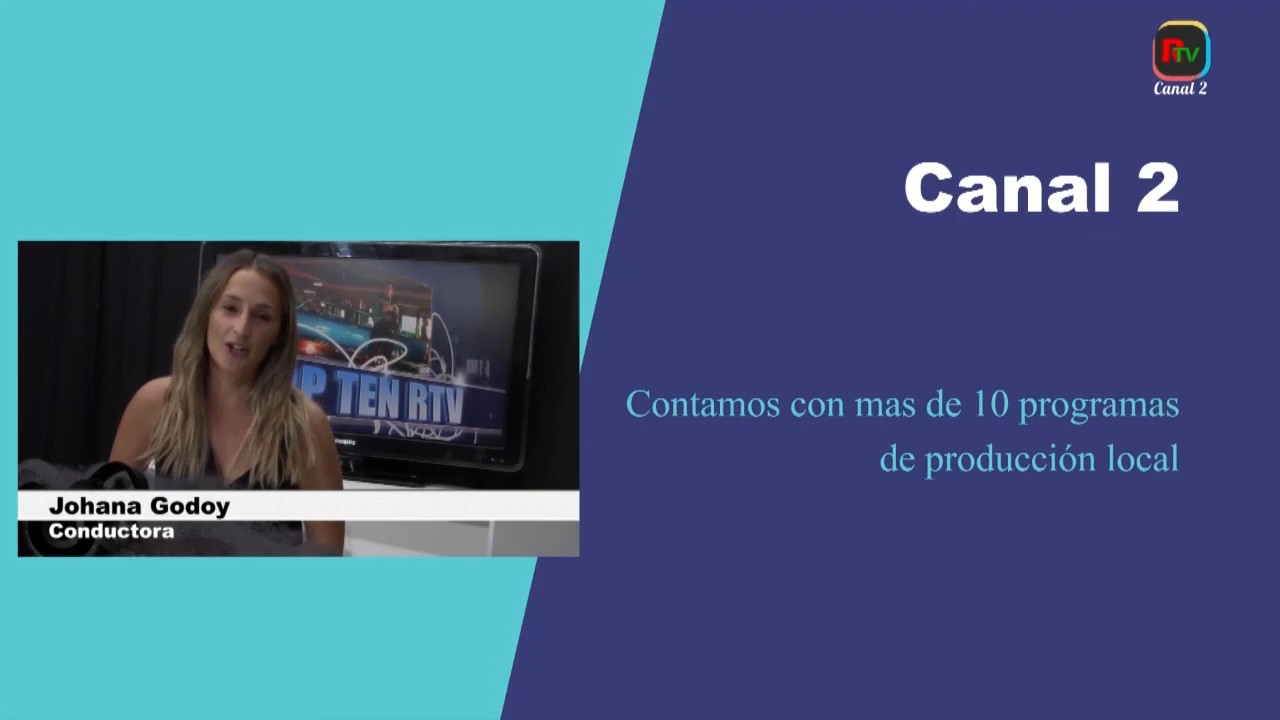 RTV
Canal 2
Canal 2
TEN RTV
PHILIPS
Contamos con mas de 10 programas
de producción local
Johana Godoy
Conductora